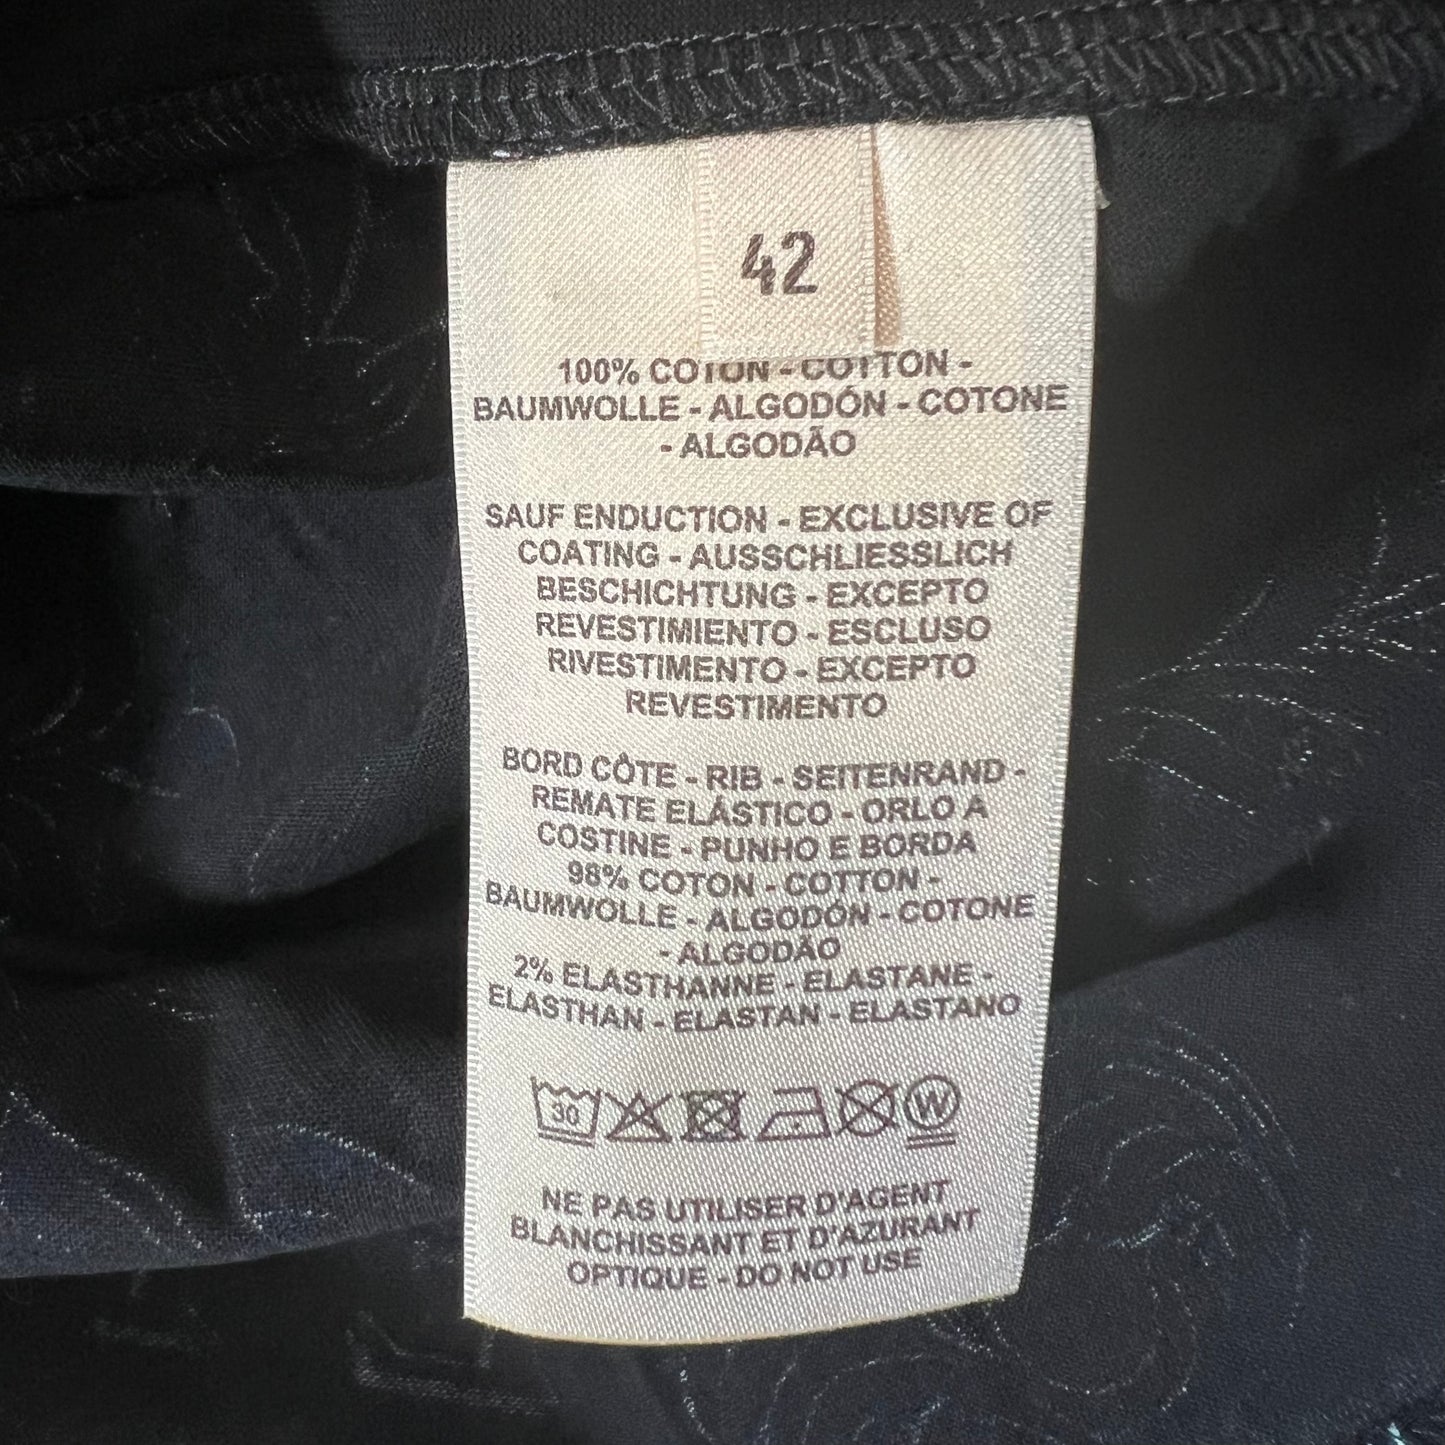 42
100% COTON - COTTON -
BAUMWOLLE - ALGODÓN - COTONE
- ALGODÃO
SAUF ENDUCTION - EXCLUSIVE OF
COATING - AUSSCHLIESSLICH
BESCHICHTUNG - EXCEPTO
REVESTIMIENTO - ESCLUSO
RIVESTIMENTO - EXCEPTO
REVESTIMENTO
BORD CÔTE - RIB - SEITENRAND -
REMATE ELÁSTICO - ORLO A
COSTINE - PUNHO E BORDA
98% COTON - COTTON -
BAUMWOLLE - ALGODÓN - COTONE
- ALGODÃO
2% ELASTHANNE - ELASTANE -
ELASTHAN - ELASTAN - ELASTANO
30 W
NE PAS UTILISER D'AGENT
BLANCHISSANT ET D'AZURANT
OPTIQUE - DO NOT USE